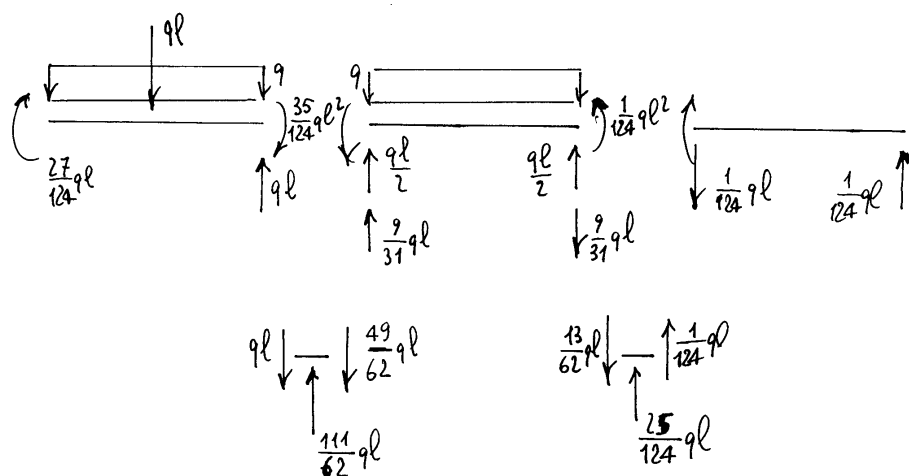 ql
q
q
35/124 ql²
1/124 ql²
27/124 ql
ql
ql/2
ql/2
1/124 ql
1/124 ql
9/31 ql
9/31 ql
ql
49/62 ql
13/62 ql
1/124 ql
111/62 ql
25/124 ql